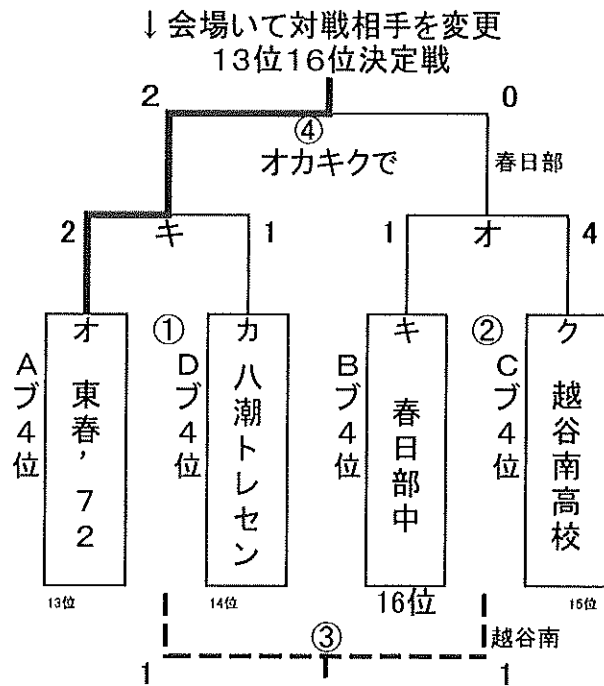 ↓会場いて対戦相手を変更
13位16位決定戦
2
0
④
オカキクで
春日部
2
キ
1
1
オ
4
オ
①
カ
キ
②
ク
Aブ4位
東春’72
Dブ4位
八潮トレセン
Bブ4位
春日部中
Cブ4位
越谷南高校
13位
14位
16位
15位
③
越谷南
1
1